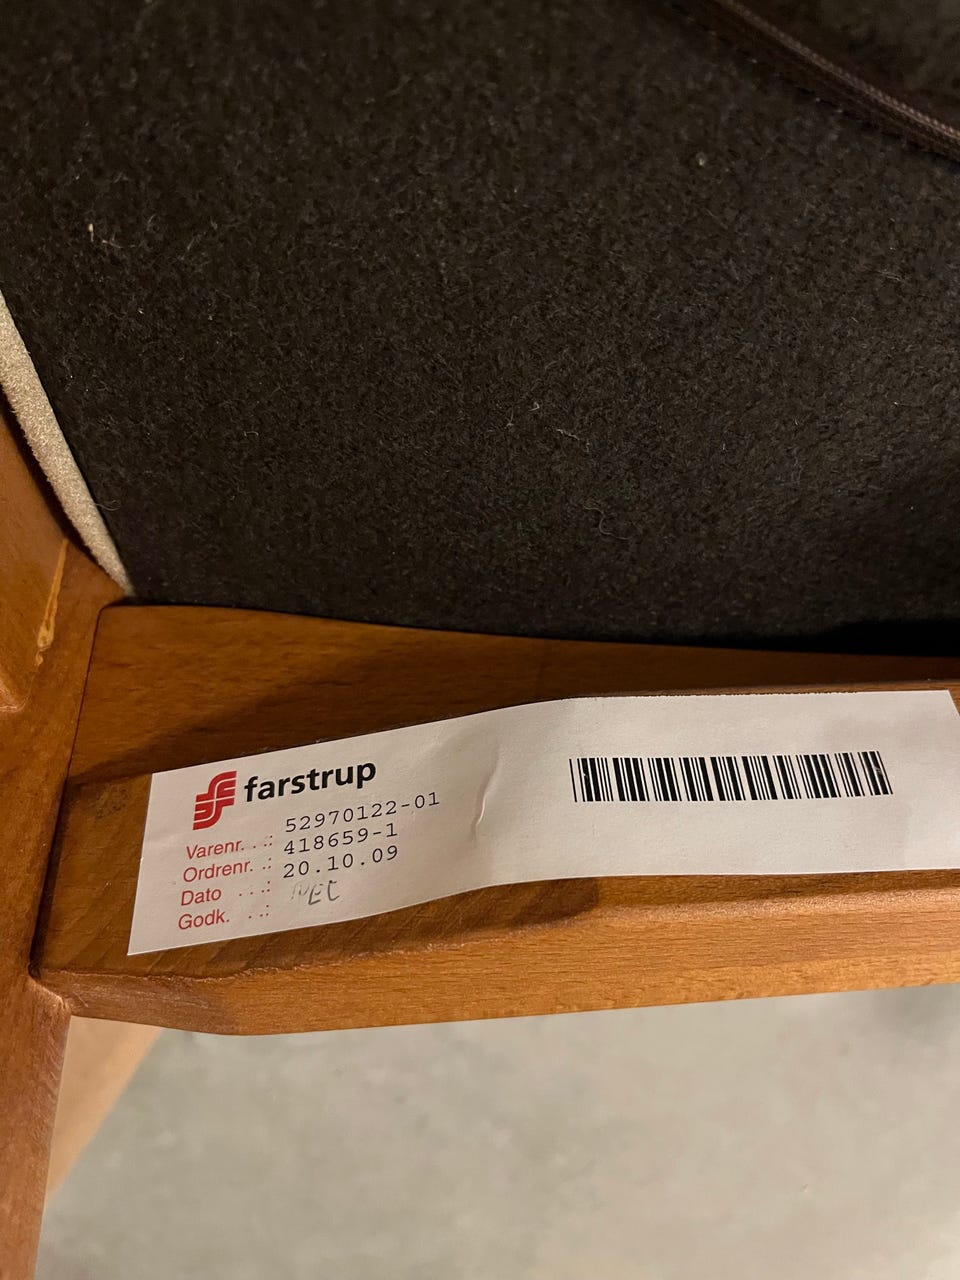 farstrup
Varenr. . .: 52970122-01
Ordrenr. .: 418659-1
Dato . . .: 20.10.09
Godk. . .: